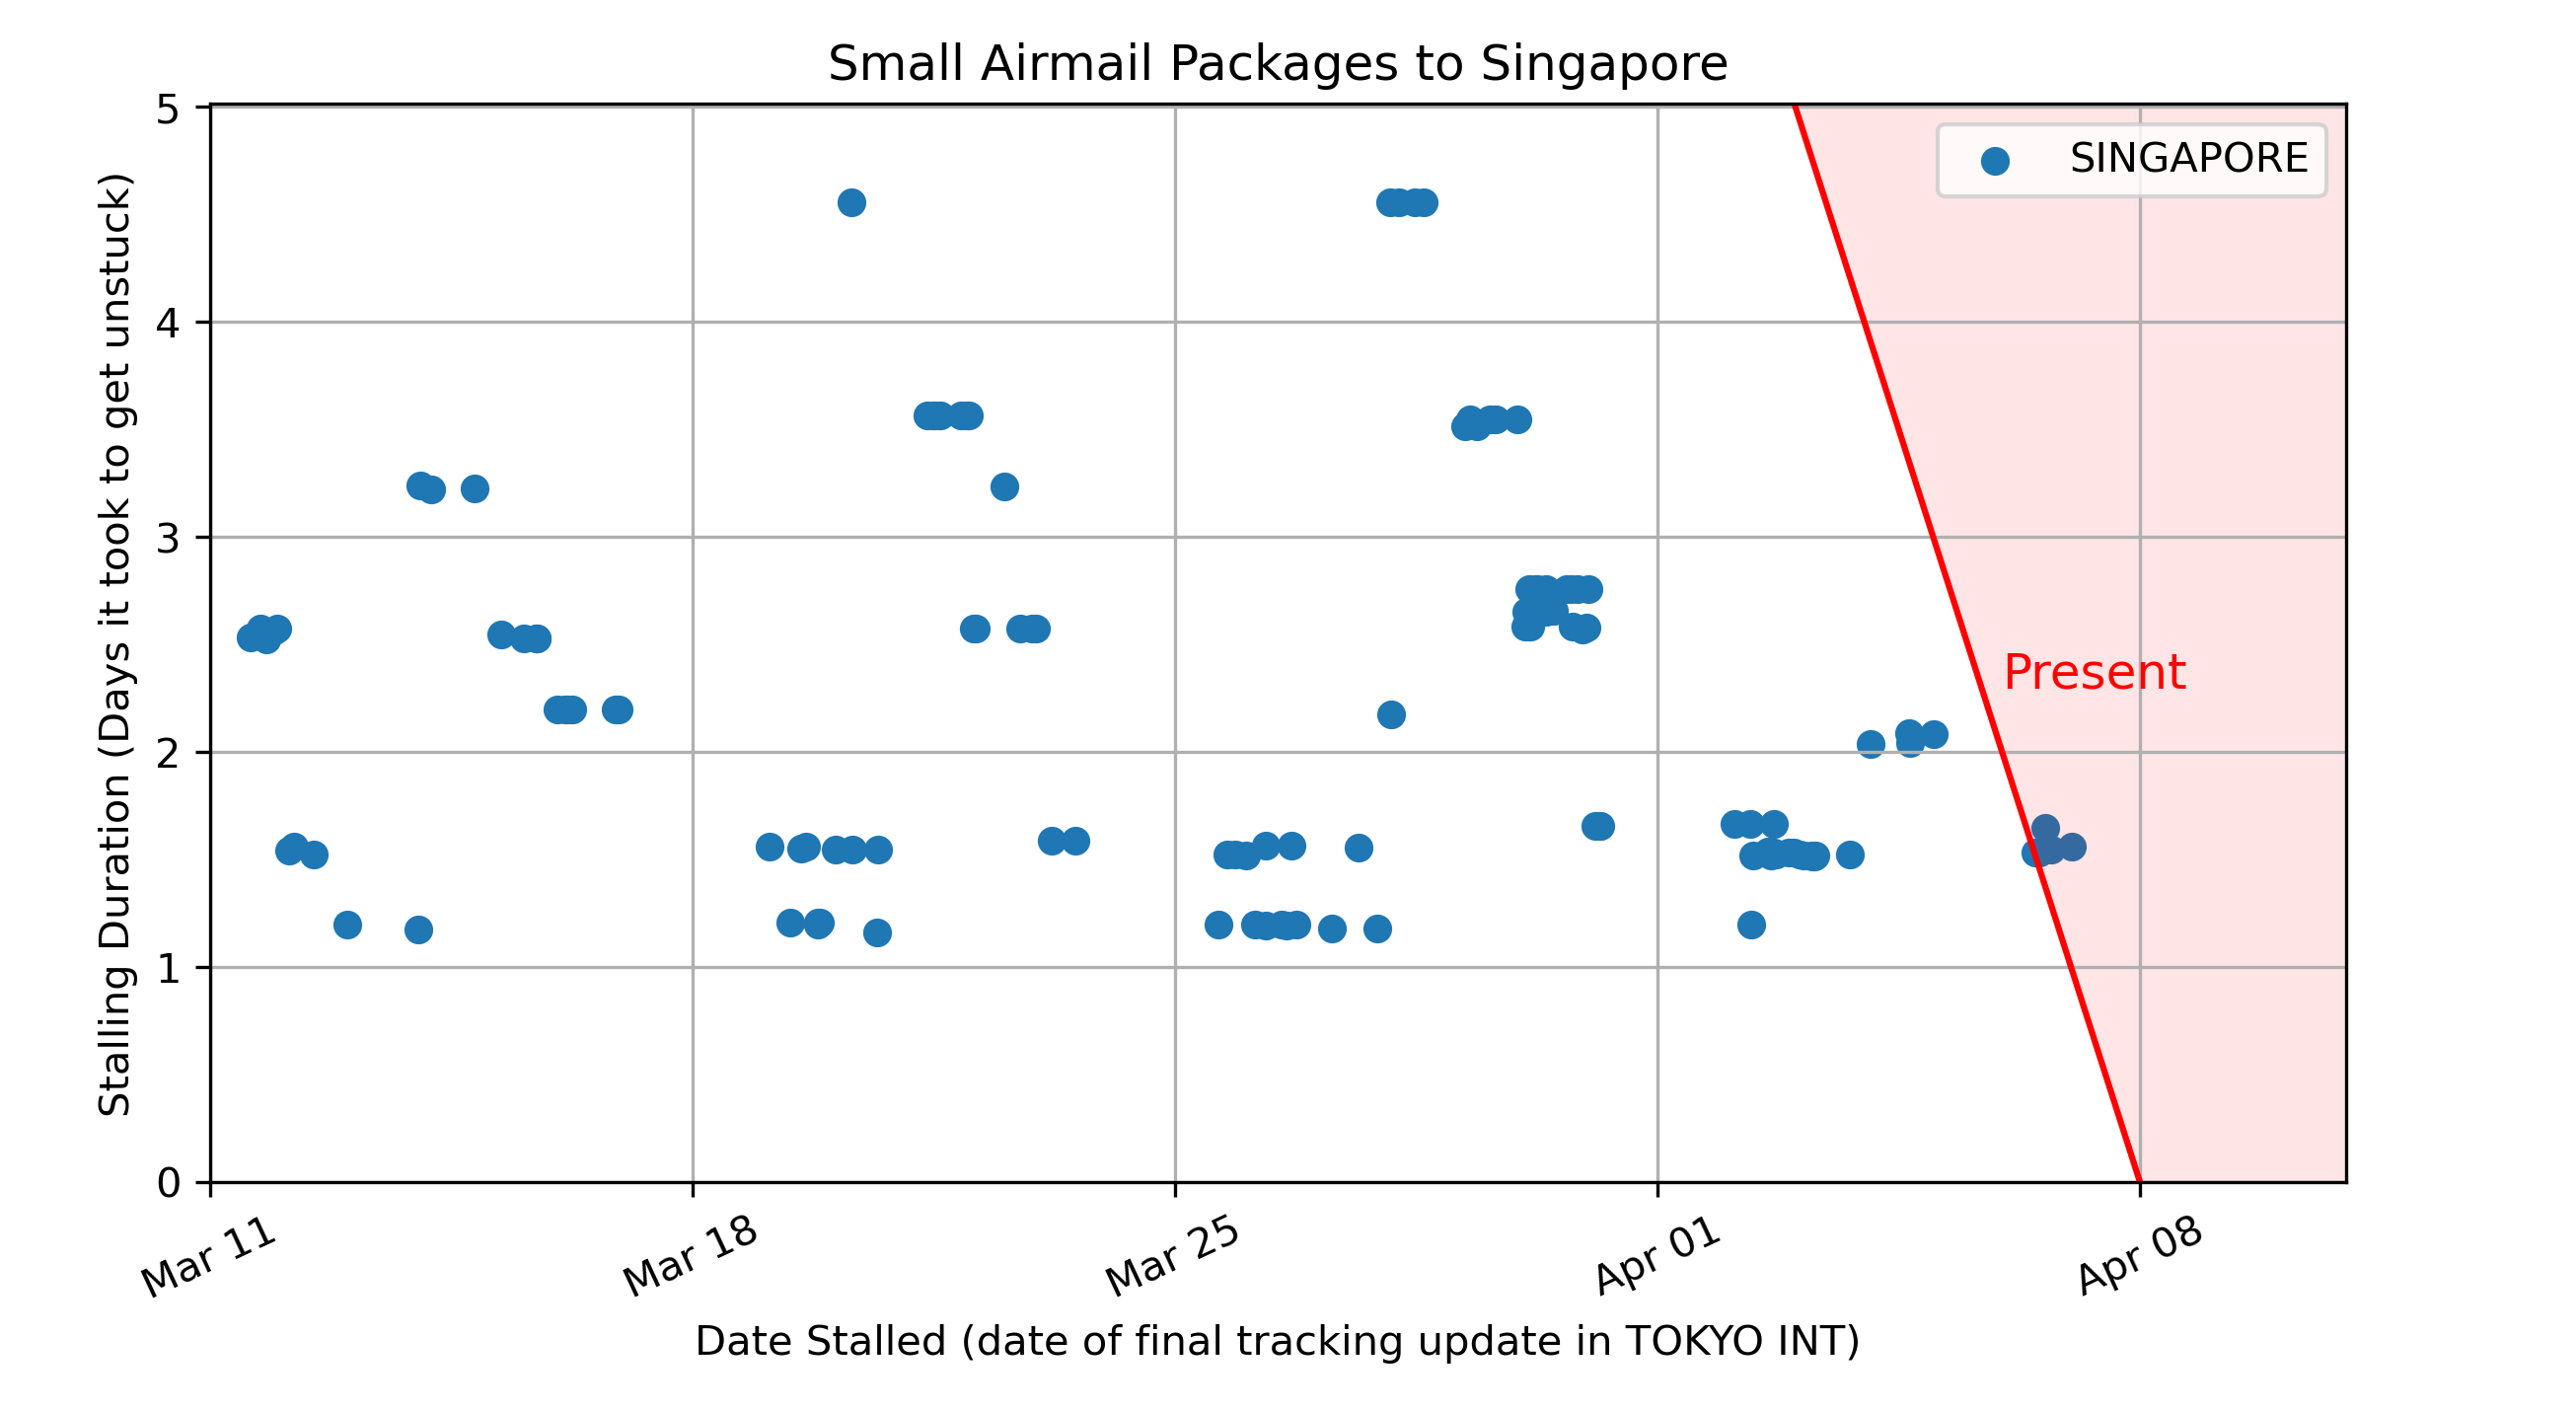 Small Airmail Packages to Singapore
SINGAPORE
Stalling Duration (Days it took to get unstuck)
5
4
3
2
1
0
Present
Mar 11
Mar 18
Mar 25
Apr 01
Apr 08
Date Stalled (date of final tracking update in TOKYO INT)